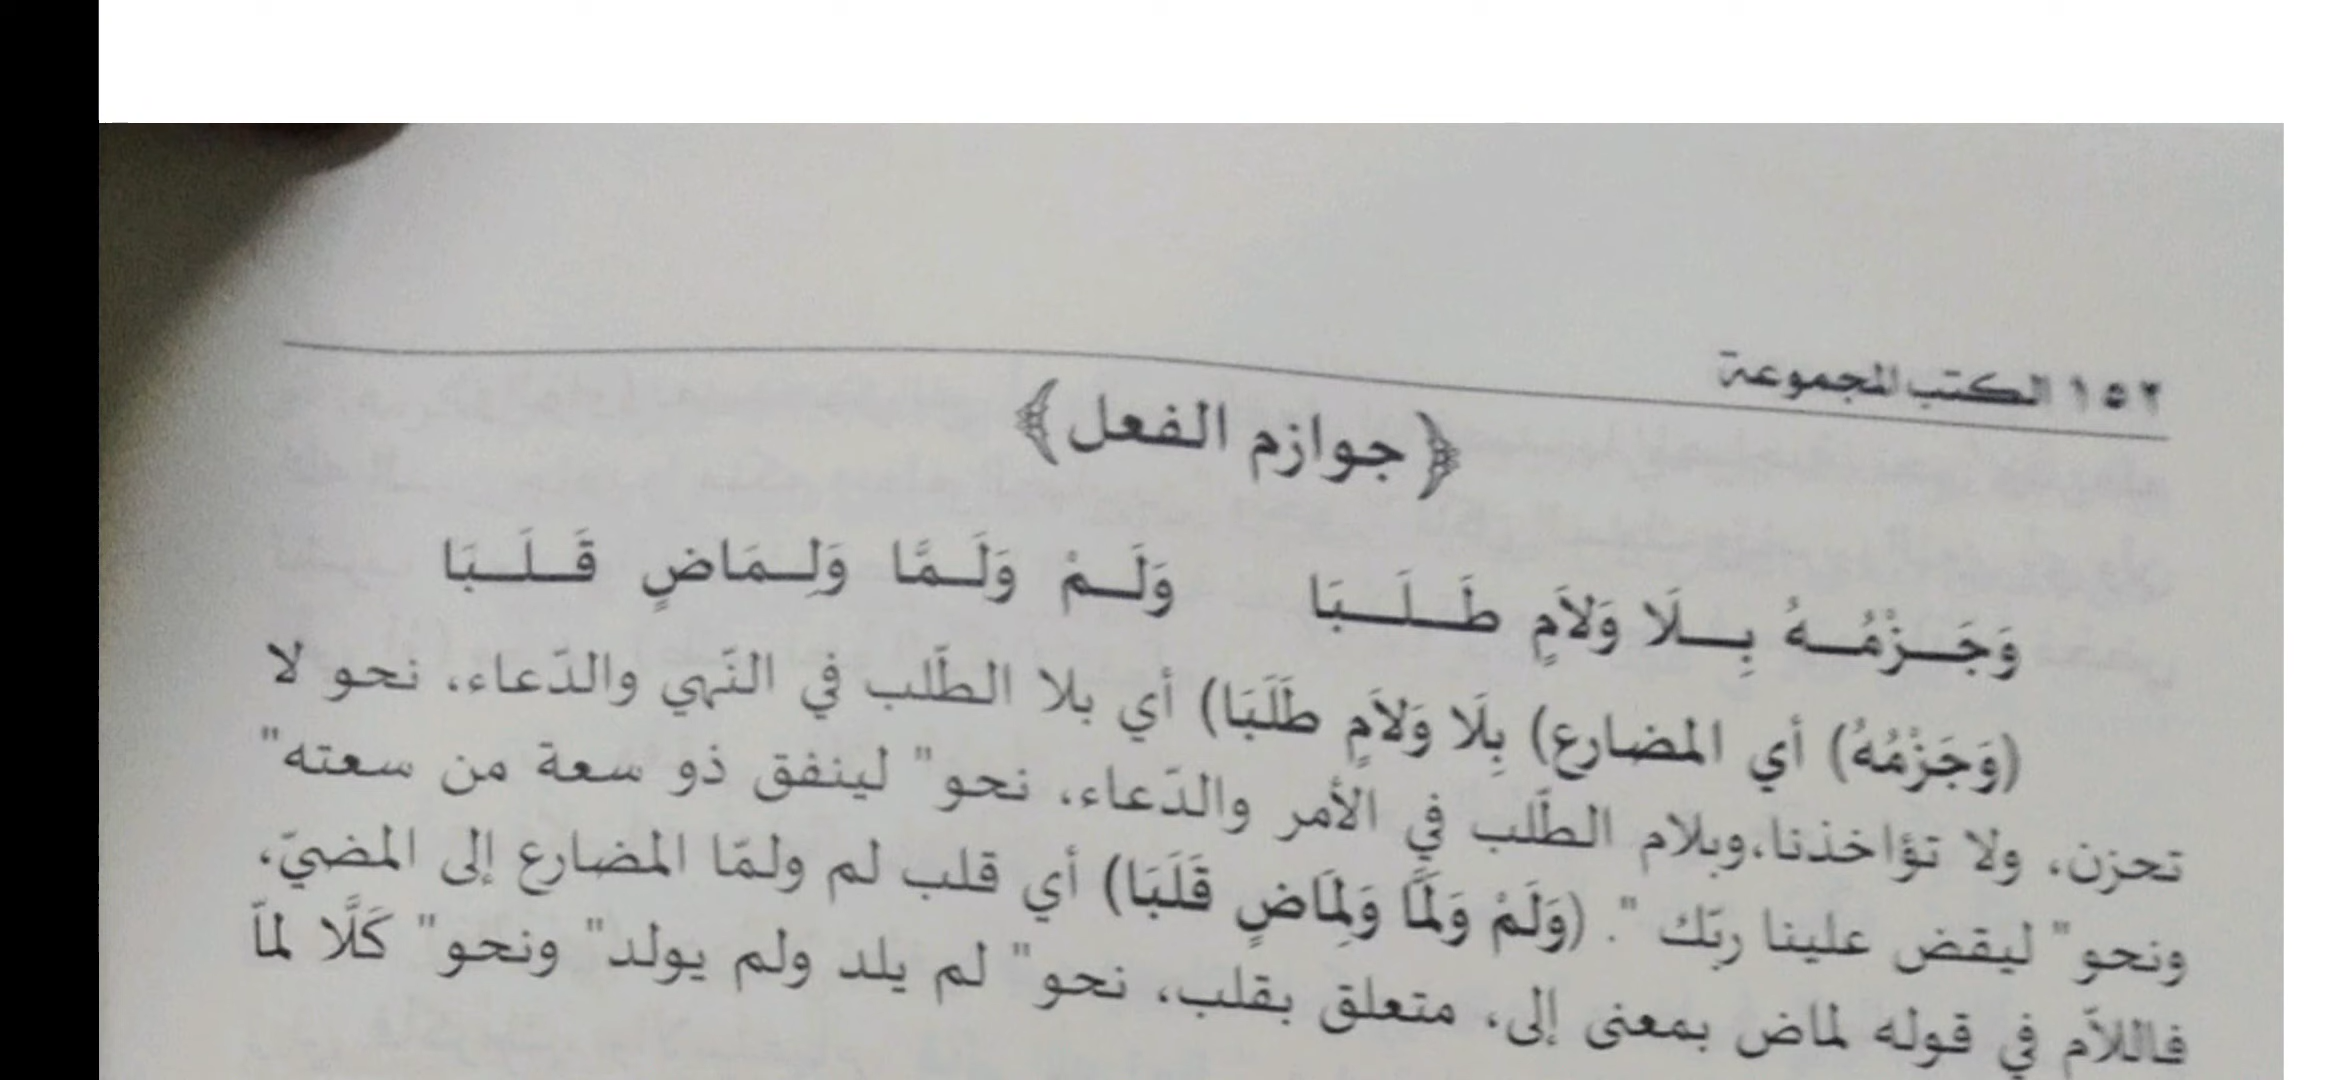 ١٥٢ الكتب المجموعة
﴿جوازم الفعل﴾
وَجَـزْمُـهُ بِـلَا وَلاَمٍ طَـلَـبَا وَلَـمْ وَلَـمَّا وَلِـمَاضٍ قَـلَـبَا
(وَجَزْمُهُ) أي المضارع) بِلَا وَلاَمٍ طَلَبَا) أي بلا الطّلب في النّهي والدّعاء، نحو لا
تحزن، ولا تؤاخذنا،وبلام الطّلب في الأمر والدّعاء، نحو" لينفق ذو سعة من سعته"
ونحو" ليقض علينا ربّك ". (وَلَمْ وَلَمَّا وَلِمَاضٍ قَلَبَا) أي قلب لم ولمّا المضارع إلى المضيّ،
فاللاّم في قوله لماض بمعنى إلى، متعلق بقلب، نحو" لم يلد ولم يولد" ونحو" كَلَّا لمّا